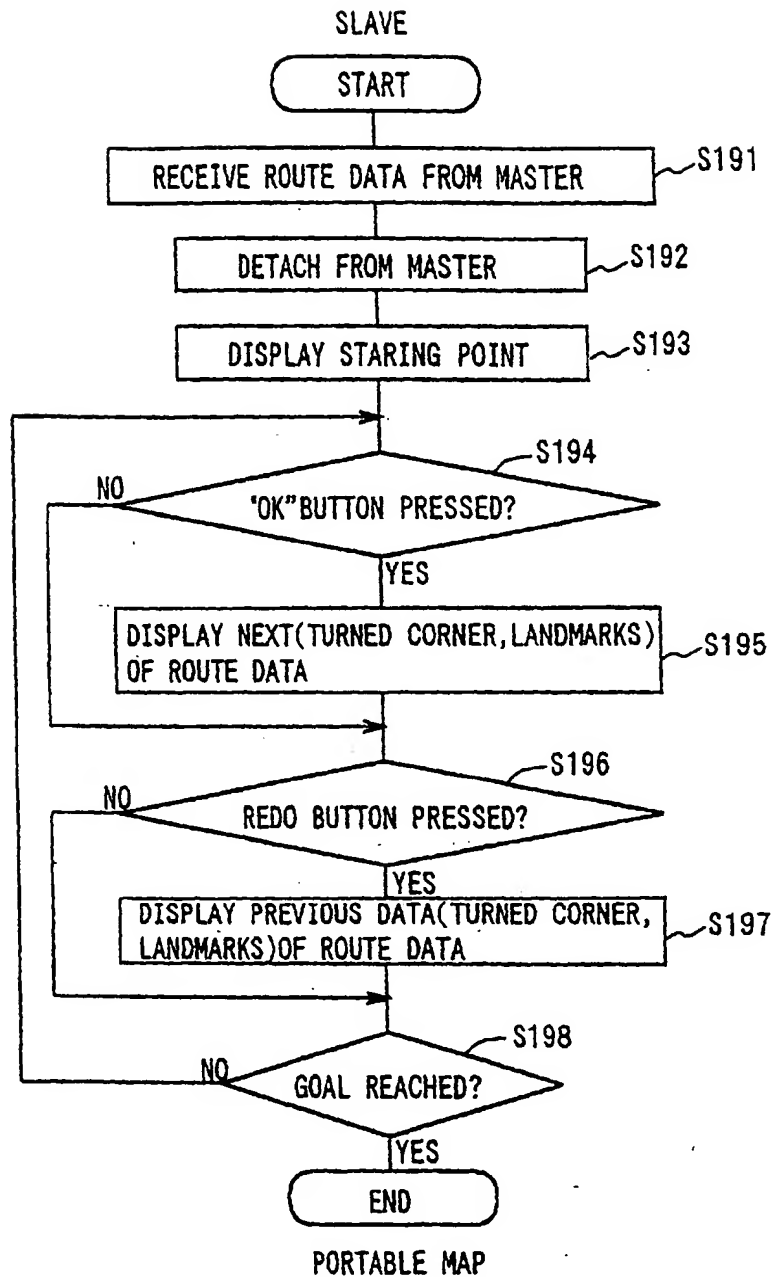 SLAVE
START
RECEIVE ROUTE DATA FROM MASTER
S191
DETACH FROM MASTER
S192
DISPLAY STARING POINT
S193
S194
NO
"OK"BUTTON PRESSED?
YES
DISPLAY NEXT(TURNED CORNER,LANDMARKS)
OF ROUTE DATA
S195
S196
NO
REDO BUTTON PRESSED?
YES
DISPLAY PREVIOUS DATA(TURNED CORNER,
LANDMARKS)OF ROUTE DATA
S197
S198
NO
GOAL REACHED?
YES
END
PORTABLE MAP